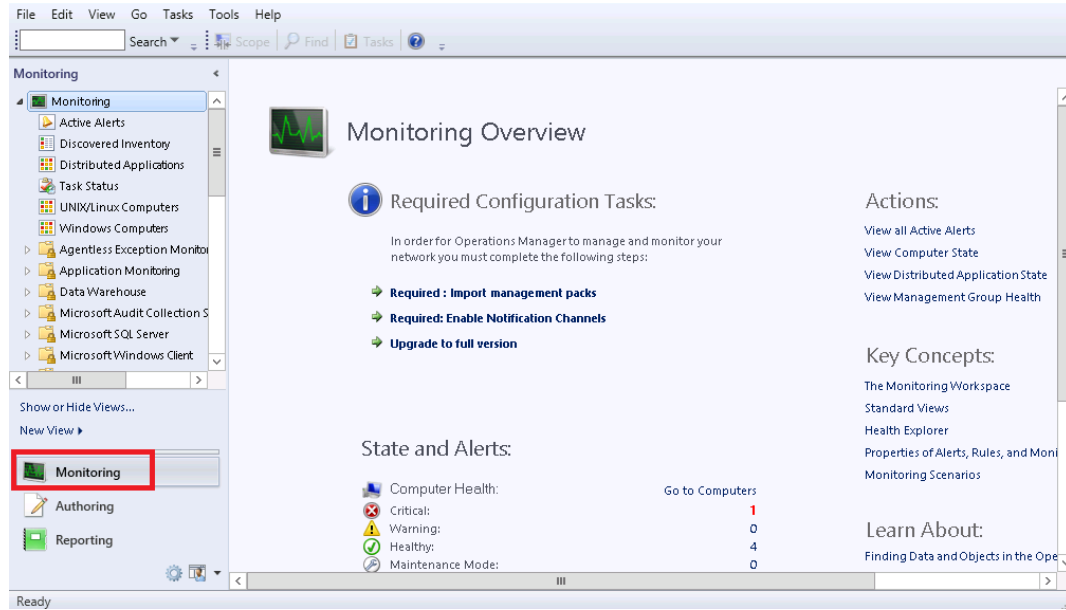 File Edit View Go Tasks Tools Help
Search Scope Find Tasks
Monitoring
Monitoring
Active Alerts
Discovered Inventory
Distributed Applications
Task Status
UNIX/Linux Computers
Windows Computers
Agentless Exception Monitor
Application Monitoring
Data Warehouse
Microsoft Audit Collection S
Microsoft SQL Server
Microsoft Windows Client
Show or Hide Views...
New View
Monitoring
Authoring
Reporting
Monitoring Overview
Required Configuration Tasks:
In order for Operations Manager to manage and monitor your
network you must complete the following steps:
Required : Import management packs
Required: Enable Notification Channels
Upgrade to full version
State and Alerts:
Computer Health: Go to Computers
Critical: 1
Warning: 0
Healthy: 4
Maintenance Mode: 0
Actions:
View all Active Alerts
View Computer State
View Distributed Application State
View Management Group Health
Key Concepts:
The Monitoring Workspace
Standard Views
Health Explorer
Properties of Alerts, Rules, and Moni
Monitoring Scenarios
Learn About:
Finding Data and Objects in the Ope
Ready